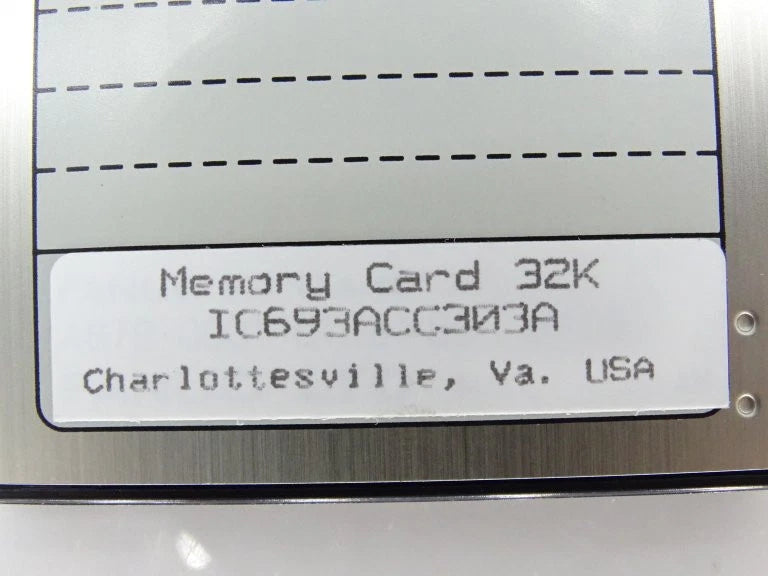 Memory Card 32K
IC693ACC303A
Charlottesville, Va. USA